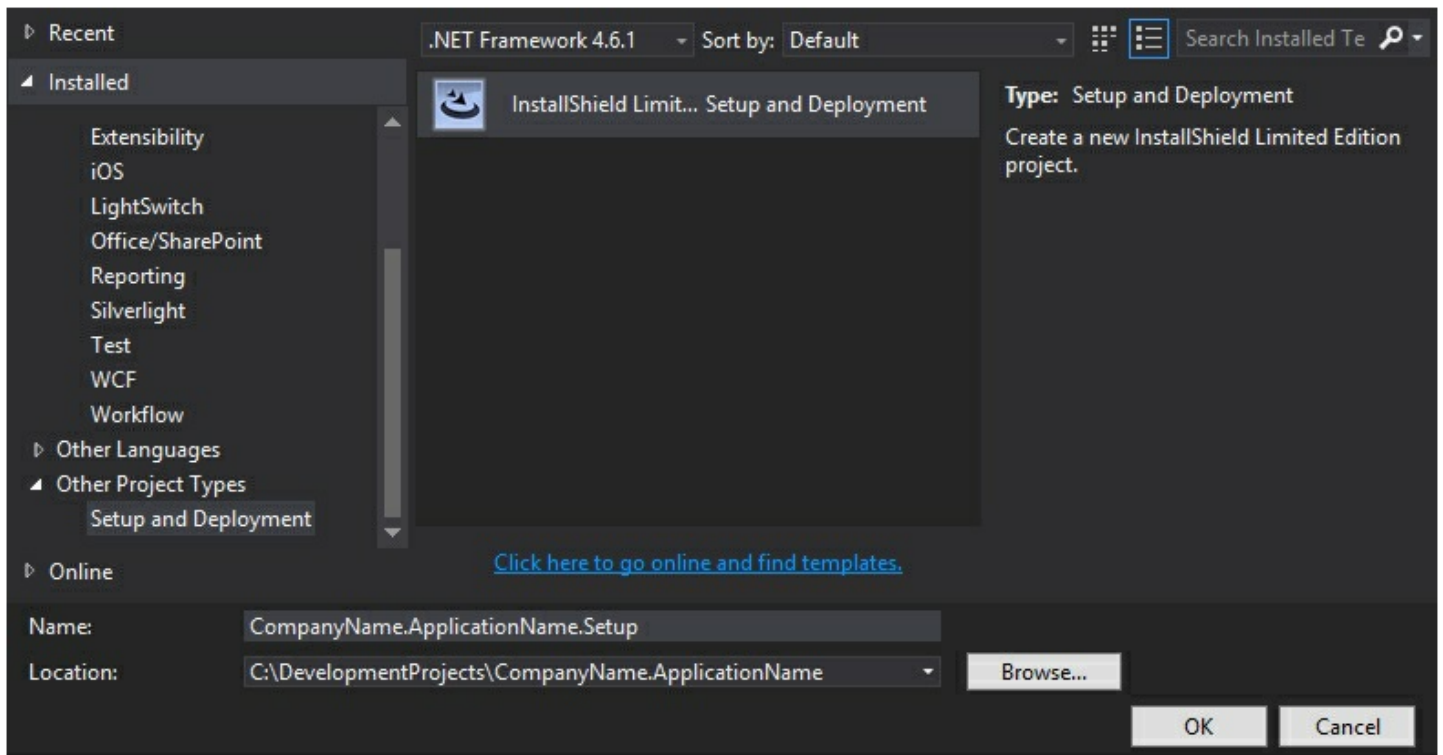 Recent
.NET Framework 4.6.1 Sort by: Default Search Installed Te
Installed
Extensibility
iOS
LightSwitch
Office/SharePoint
Reporting
Silverlight
Test
WCF
Workflow
Other Languages
Other Project Types
Setup and Deployment
Online
InstallShield Limit... Setup and Deployment
Type: Setup and Deployment
Create a new InstallShield Limited Edition
project.
Click here to go online and find templates.
Name: CompanyName.ApplicationName.Setup
Location: C:\DevelopmentProjects\CompanyName.ApplicationName Browse...
OK Cancel